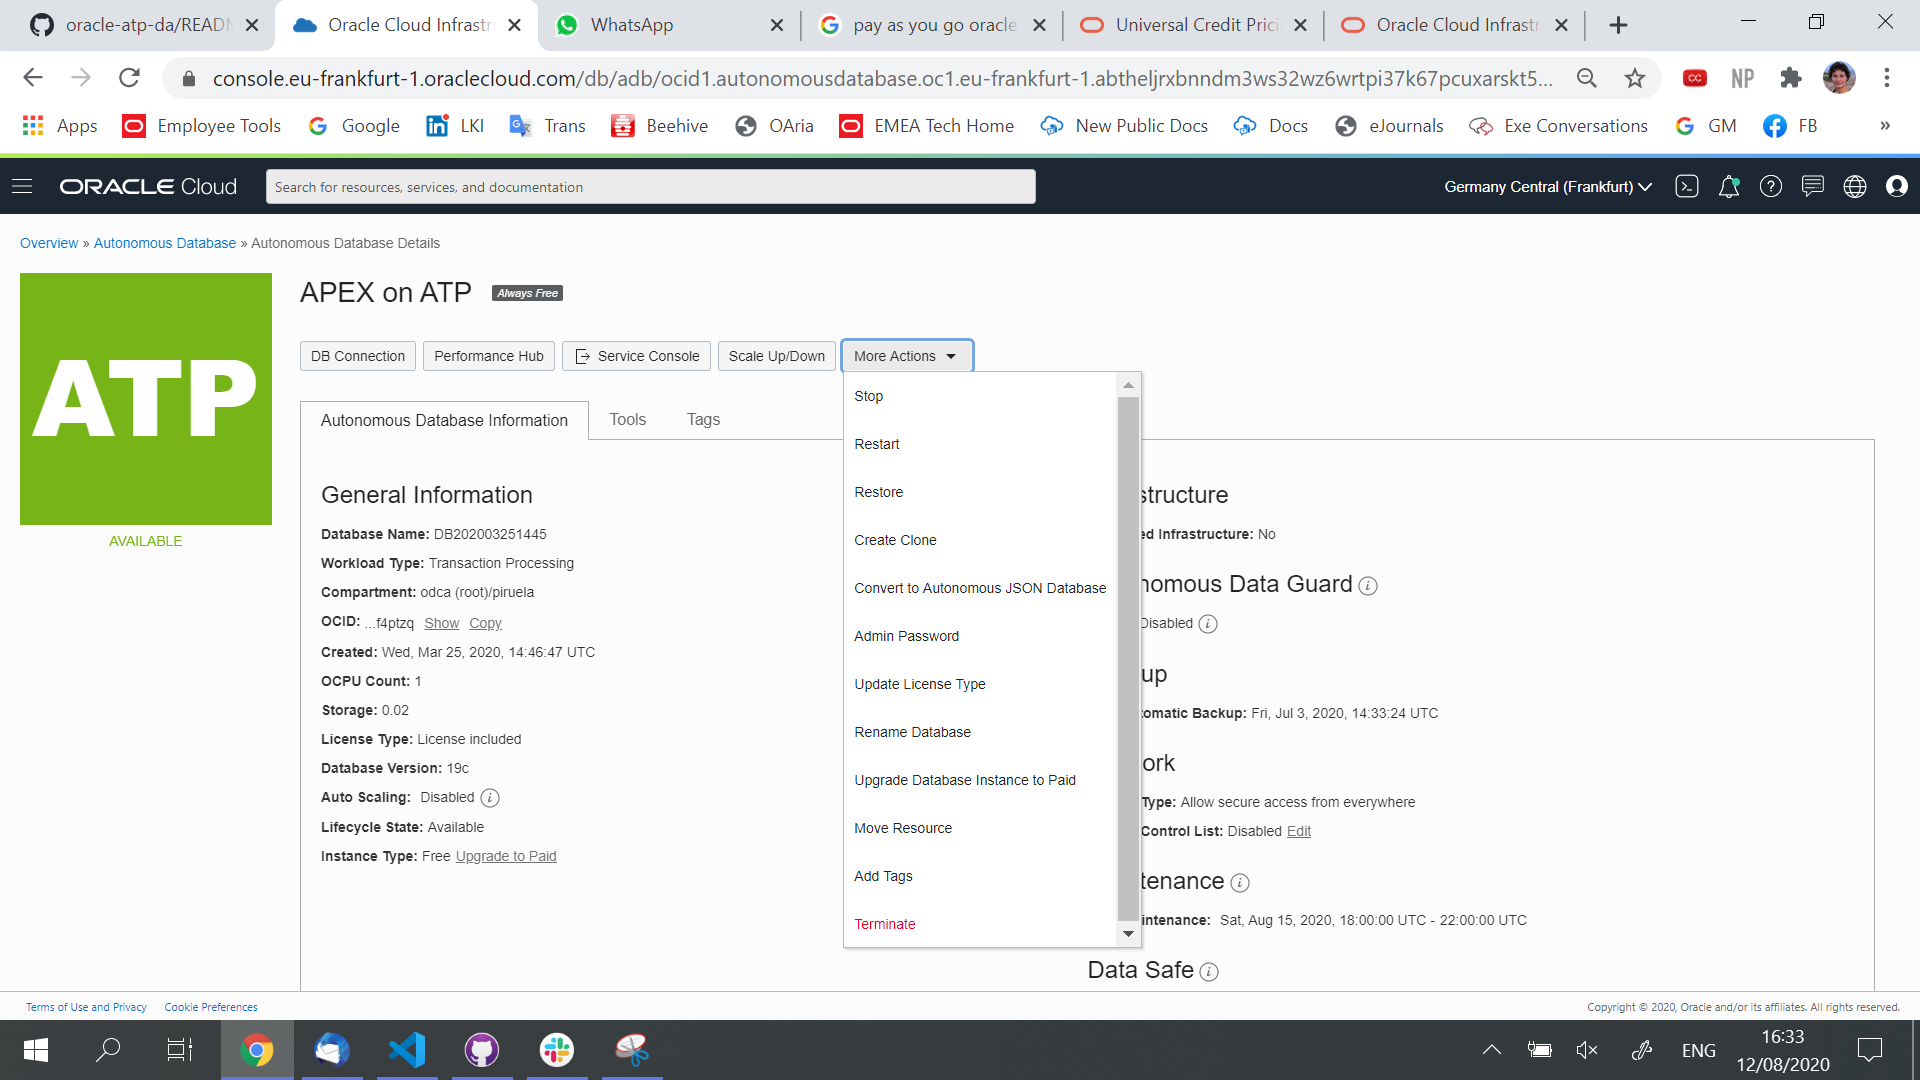 oracle-atp-da/READ
Oracle Cloud Infrastr
WhatsApp
pay as you go oracle
Universal Credit Prici
Oracle Cloud Infrastr
console.eu-frankfurt-1.oraclecloud.com/db/adb/ocid1.autonomousdatabase.oc1.eu-frankfurt-1.abtheljrxbnndm3ws32wz6wrtpi37k67pcuxarskt5...
CC
NP
Apps
Employee Tools
Google
LKI
Trans
Beehive
OAria
EMEA Tech Home
New Public Docs
Docs
eJournals
Exe Conversations
GM
FB
»
ORACLE Cloud
Search for resources, services, and documentation
Germany Central (Frankfurt)
Overview » Autonomous Database » Autonomous Database Details
ATP
AVAILABLE
APEX on ATP
Always Free
DB Connection
Performance Hub
Service Console
Scale Up/Down
More Actions
Stop
Restart
Restore
Create Clone
Convert to Autonomous JSON Database
Admin Password
Update License Type
Rename Database
Upgrade Database Instance to Paid
Move Resource
Add Tags
Terminate
Autonomous Database Information
Tools
Tags
General Information
Database Name: DB202003251445
Workload Type: Transaction Processing
Compartment: odca (root)/piruela
OCID: ...f4ptzq Show Copy
Created: Wed, Mar 25, 2020, 14:46:47 UTC
OCPU Count: 1
Storage: 0.02
License Type: License included
Database Version: 19c
Auto Scaling: Disabled
Lifecycle State: Available
Instance Type: Free Upgrade to Paid
structure
ed Infrastructure: No
nomous Data Guard
Disabled
up
tomatic Backup: Fri, Jul 3, 2020, 14:33:24 UTC
ork
Type: Allow secure access from everywhere
Control List: Disabled Edit
tenance
intenance: Sat, Aug 15, 2020, 18:00:00 UTC - 22:00:00 UTC
Data Safe
Terms of Use and Privacy
Cookie Preferences
Copyright © 2020, Oracle and/or its affiliates. All rights reserved.
ENG
16:33
12/08/2020